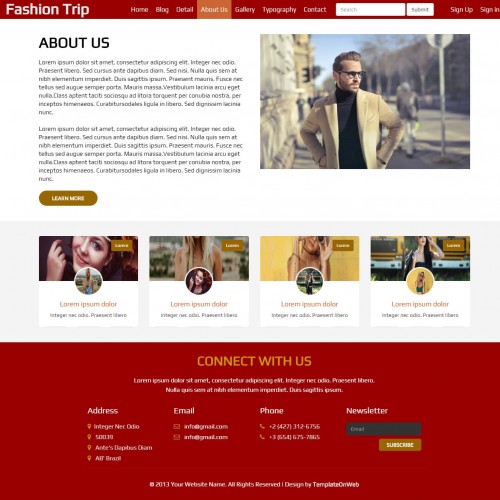 Fashion Trip
Home Blog Detail About Us Gallery Typography Contact Search Submit Sign Up Sign in
ABOUT US
Lorem ipsum dolor sit amet, consectetur adipiscing elit. Integer nec odio.
Praesent libero. Sed cursus ante dapibus diam. Sed nisi. Nulla quis sem at
nibh elementum imperdiet. Duis sagittis ipsum. Praesent mauris. Fusce nec
tellus sed augue semper porta. Mauris massa.Vestibulum lacinia arcu eget
nulla.Class aptent taciti sociosqu ad litora torquent per conubia nostra, per
inceptos himenaeos. Curabitursodales ligula in libero. Sed dignissim lacinia
nunc.
Lorem ipsum dolor sit amet, consectetur adipiscing elit. Integer nec odio.
Praesent libero. Sed cursus ante dapibus diam. Sed nisi. Nulla quis sem at
nibh elementum imperdiet. Duis sagittis ipsum. Praesent mauris. Fusce nec
tellus sed augue semper porta. Mauris massa.Vestibulum lacinia arcu eget
nulla.Class aptent taciti sociosqu ad litora torquent per conubia nostra, per
inceptos himenaeos. Curabitursodales ligula in libero. Sed dignissim lacinia
nunc.
LEARN MORE
Lorem Lorem Lorem Lorem
Lorem ipsum dolor Lorem ipsum dolor Lorem ipsum dolor Lorem ipsum dolor
Integer nec odio. Praesent libero Integer nec odio. Praesent libero Integer nec odio. Praesent libero Integer nec odio. Praesent libero
CONNECT WITH US
Lorem ipsum dolor sit amet, consectetur adipiscing elit. Integer nec odio. Praesent libero.
Nulla quis sem at nibh elementum imperdiet. Duis sagittis ipsum.
Address Email Phone Newsletter
Integer Nec Odio info@gmail.com +2 (427) 312-6756 Email
50039 info@gmail.com +3 (654) 675-7865 SUBSCRIBE
Ante's Dapibus Diam
AB' Brazil
© 2013 Your Website Name. All Rights Reserved | Design by TemplateOnWeb